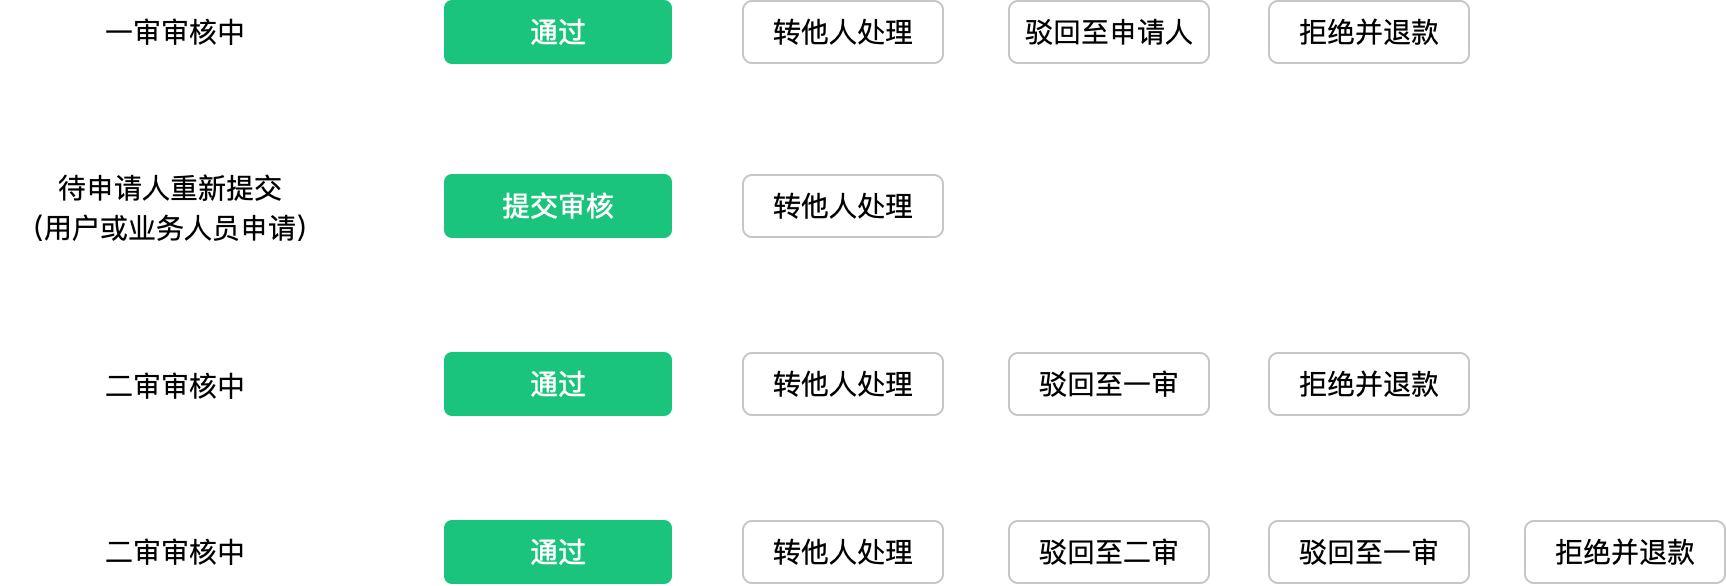 一审审核中 通过 转他人处理 驳回至申请人 拒绝并退款
待申请人重新提交
(用户或业务人员申请) 提交审核 转他人处理
二审审核中 通过 转他人处理 驳回至一审 拒绝并退款
二审审核中 通过 转他人处理 驳回至二审 驳回至一审 拒绝并退款